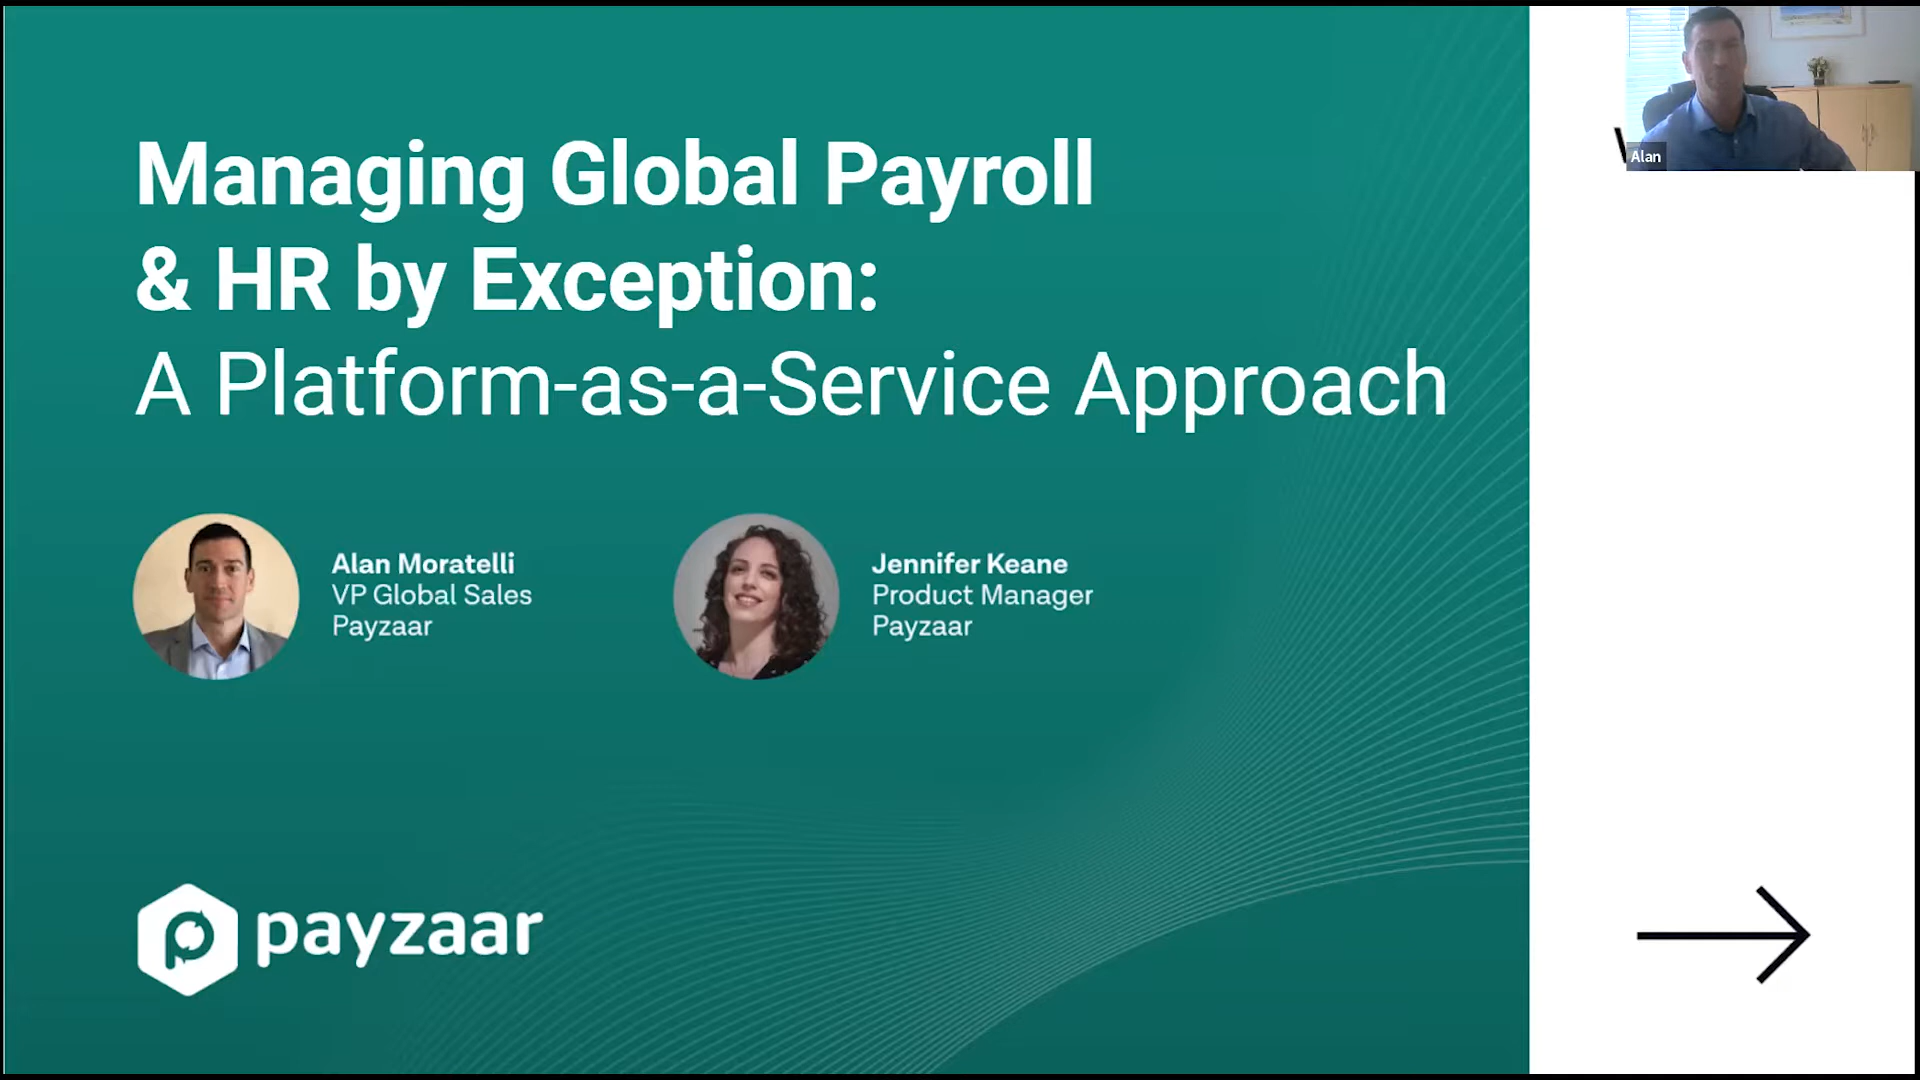 Managing Global Payroll
& HR by Exception:
A Platform-as-a-Service Approach
Alan Moratelli
VP Global Sales
Payzaar
Jennifer Keane
Product Manager
Payzaar
payzaar
Alan